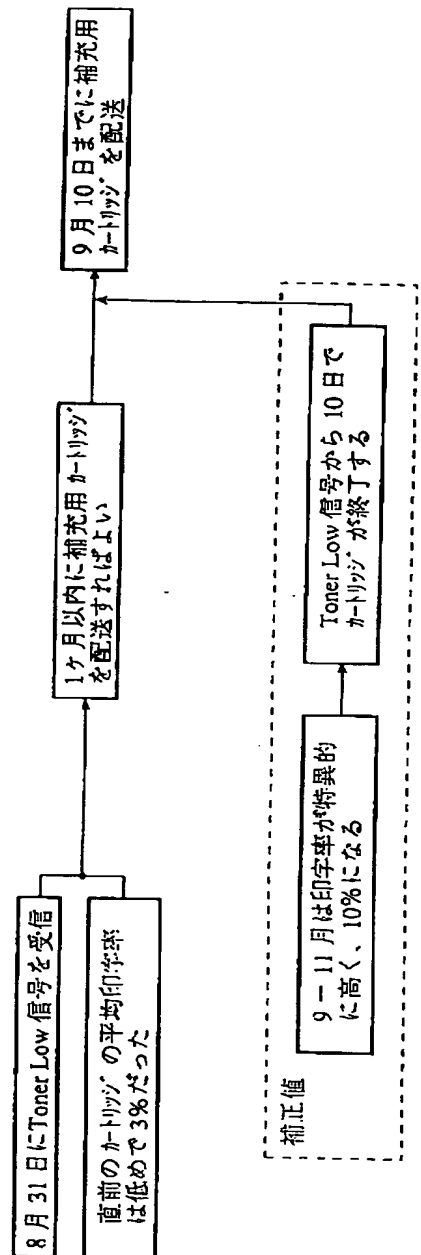 8月31日にToner Low信号を受信
直前のカートリッジの平均印字率
は低めで3%だった
1ヶ月以内に補充用カートリッジ
を配送すればよい
9月10日までに補充用
カートリッジを配送
補正値
9－11月は印字率が特異的
に高く、10%になる
Toner Low信号から10日で
カートリッジが終了する